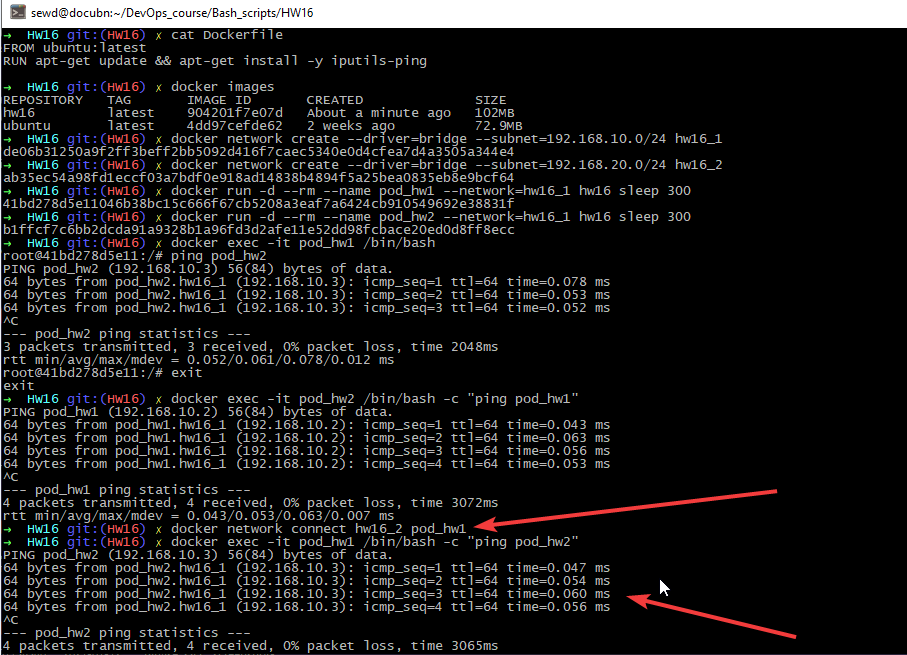 sewd@docubn:~/DevOps_course/Bash_scripts/HW16
→ HW16 git:(HW16) ✗ cat Dockerfile
FROM ubuntu:latest
RUN apt-get update && apt-get install -y iputils-ping
→ HW16 git:(HW16) ✗ docker images
REPOSITORY TAG IMAGE ID CREATED SIZE
hw16 latest 904201f7e07d About a minute ago 102MB
ubuntu latest 4dd97cefde62 2 weeks ago 72.9MB
→ HW16 git:(HW16) ✗ docker network create --driver=bridge --subnet=192.168.10.0/24 hw16_1
de06b31250a9f2ff3beff2bb5092d416f7caec5340e0d4cfea7d4a3505a344e4
→ HW16 git:(HW16) ✗ docker network create --driver=bridge --subnet=192.168.20.0/24 hw16_2
ab35ec54a98fd1eccf03a7bdf0e918ad14838b4894f5a25bea0835eb8e9bcf64
→ HW16 git:(HW16) ✗ docker run -d --rm --name pod_hw1 --network=hw16_1 hw16 sleep 300
41bd278d5e11046b38bc15c666f67cb5208a3eaf7a6424cb910549692e38831f
→ HW16 git:(HW16) ✗ docker run -d --rm --name pod_hw2 --network=hw16_1 hw16 sleep 300
b1ffcf7c6bb2dcda91a9328b1a96fd3d2afe11e52dd98fcbace20ed0d8ff8ecc
→ HW16 git:(HW16) ✗ docker exec -it pod_hw1 /bin/bash
root@41bd278d5e11:/# ping pod_hw2
PING pod_hw2 (192.168.10.3) 56(84) bytes of data.
64 bytes from pod_hw2.hw16_1 (192.168.10.3): icmp_seq=1 ttl=64 time=0.078 ms
64 bytes from pod_hw2.hw16_1 (192.168.10.3): icmp_seq=2 ttl=64 time=0.053 ms
64 bytes from pod_hw2.hw16_1 (192.168.10.3): icmp_seq=3 ttl=64 time=0.052 ms
^C
--- pod_hw2 ping statistics ---
3 packets transmitted, 3 received, 0% packet loss, time 2048ms
rtt min/avg/max/mdev = 0.052/0.061/0.078/0.012 ms
root@41bd278d5e11:/# exit
exit
→ HW16 git:(HW16) ✗ docker exec -it pod_hw2 /bin/bash -c "ping pod_hw1"
PING pod_hw1 (192.168.10.2) 56(84) bytes of data.
64 bytes from pod_hw1.hw16_1 (192.168.10.2): icmp_seq=1 ttl=64 time=0.043 ms
64 bytes from pod_hw1.hw16_1 (192.168.10.2): icmp_seq=2 ttl=64 time=0.063 ms
64 bytes from pod_hw1.hw16_1 (192.168.10.2): icmp_seq=3 ttl=64 time=0.056 ms
64 bytes from pod_hw1.hw16_1 (192.168.10.2): icmp_seq=4 ttl=64 time=0.053 ms
^C
--- pod_hw1 ping statistics ---
4 packets transmitted, 4 received, 0% packet loss, time 3072ms
rtt min/avg/max/mdev = 0.043/0.053/0.063/0.007 ms
→ HW16 git:(HW16) ✗ docker network connect hw16_2 pod_hw1
→ HW16 git:(HW16) ✗ docker exec -it pod_hw1 /bin/bash -c "ping pod_hw2"
PING pod_hw2 (192.168.10.3) 56(84) bytes of data.
64 bytes from pod_hw2.hw16_1 (192.168.10.3): icmp_seq=1 ttl=64 time=0.047 ms
64 bytes from pod_hw2.hw16_1 (192.168.10.3): icmp_seq=2 ttl=64 time=0.054 ms
64 bytes from pod_hw2.hw16_1 (192.168.10.3): icmp_seq=3 ttl=64 time=0.060 ms
64 bytes from pod_hw2.hw16_1 (192.168.10.3): icmp_seq=4 ttl=64 time=0.056 ms
^C
--- pod_hw2 ping statistics ---
4 packets transmitted, 4 received, 0% packet loss, time 3065ms